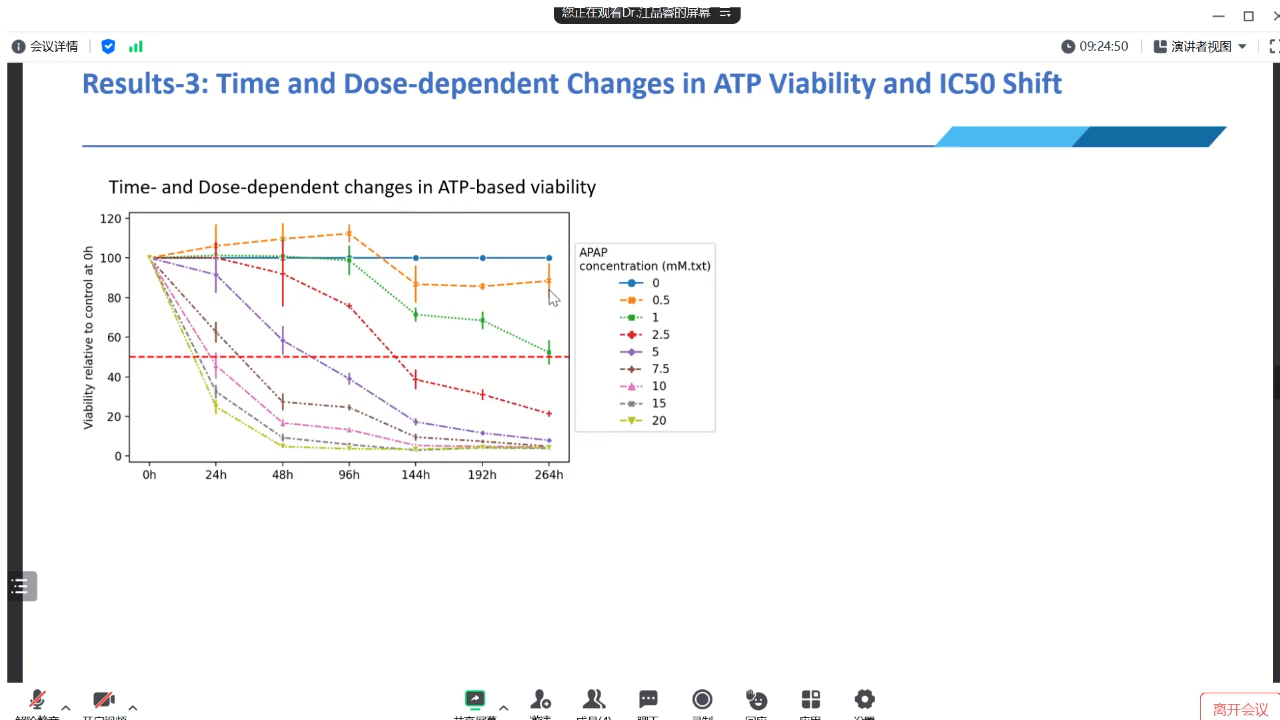 您正在观看Dr.江品睿的屏幕
会议详情
09:24:50
演讲者视图
Results-3: Time and Dose-dependent Changes in ATP Viability and IC50 Shift
Time- and Dose-dependent changes in ATP-based viability
Viability relative to control at 0h
120
100
80
60
40
20
0
0h 24h 48h 96h 144h 192h 264h
APAP
concentration (mM.txt)
0
0.5
1
2.5
5
7.5
10
15
20
离开会议